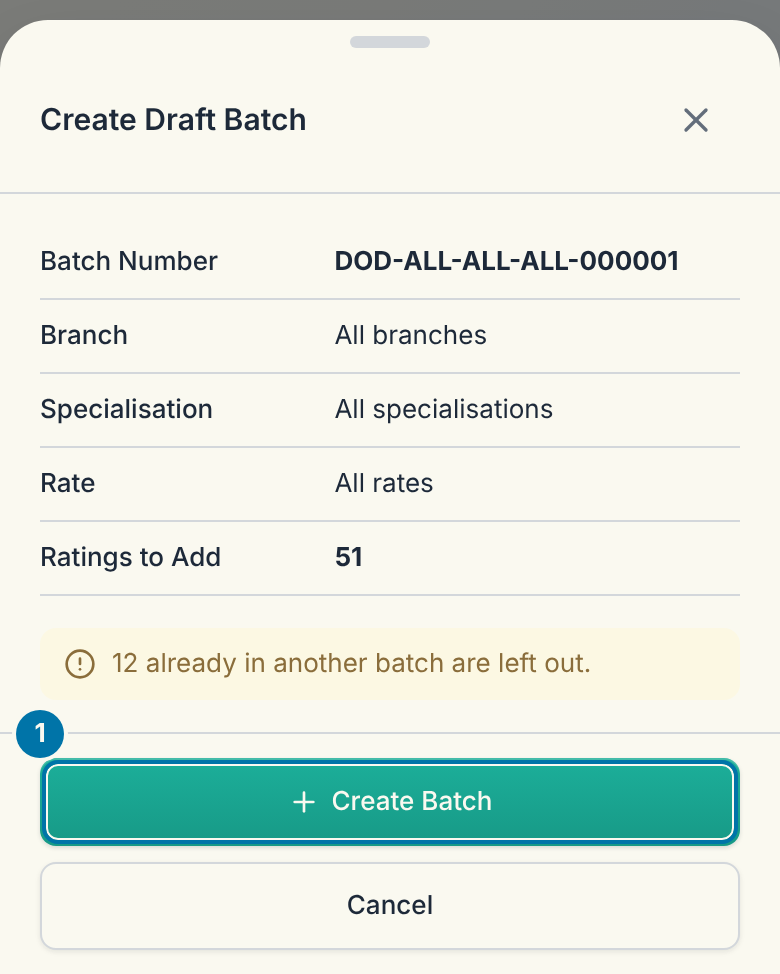 Create Draft Batch
Batch Number DOD-ALL-ALL-ALL-000001
Branch All branches
Specialisation All specialisations
Rate All rates
Ratings to Add 51
12 already in another batch are left out.
1
Create Batch
Cancel